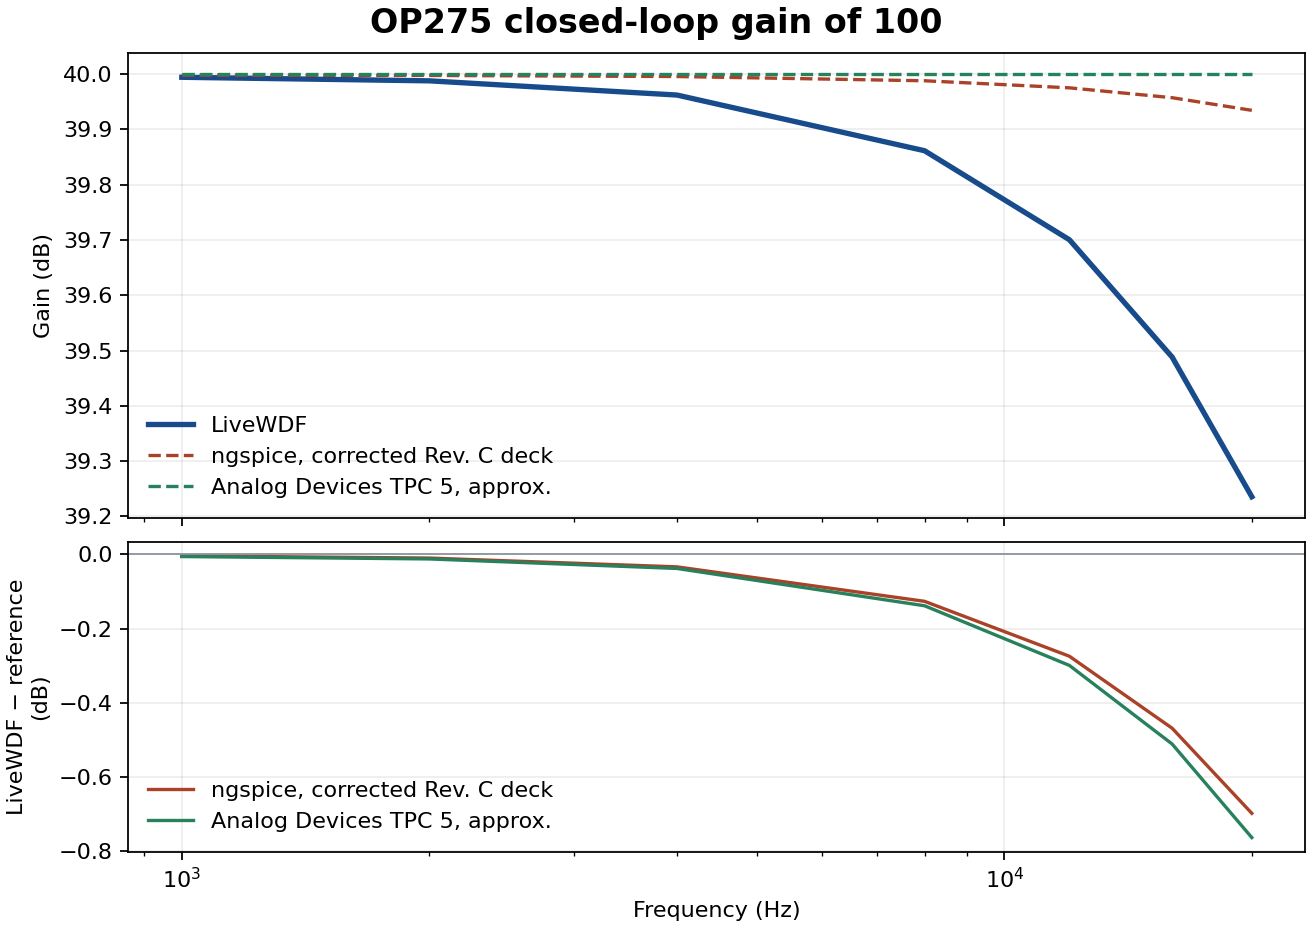 OP275 closed-loop gain of 100
40.0
39.9
39.8
39.7
39.6
39.5
39.4
39.3
39.2
Gain (dB)
LiveWDF
ngspice, corrected Rev. C deck
Analog Devices TPC 5, approx.
0.0
−0.2
−0.4
−0.6
−0.8
LiveWDF − reference
(dB)
ngspice, corrected Rev. C deck
Analog Devices TPC 5, approx.
10³
10⁴
Frequency (Hz)